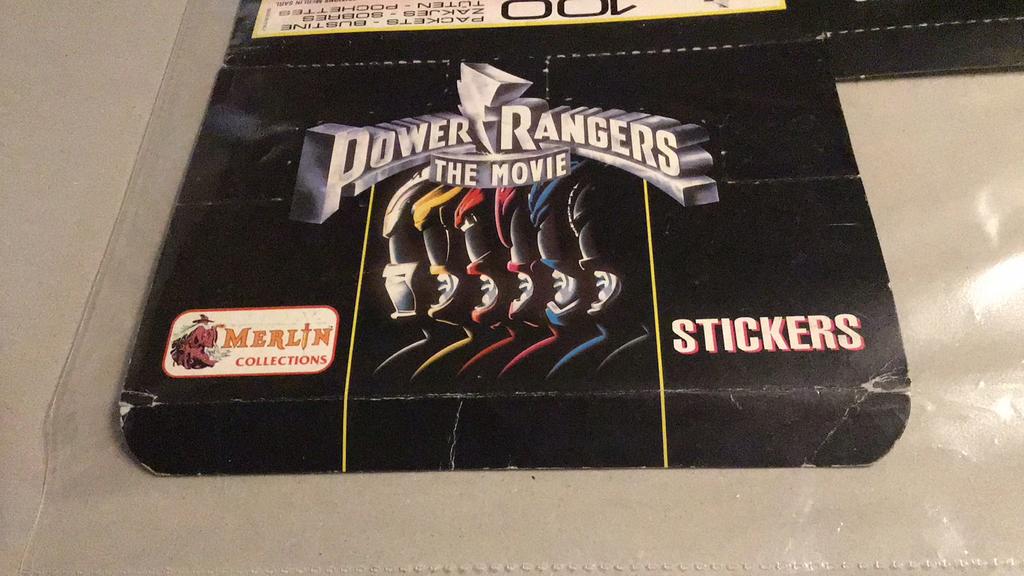 100
PACKETS - BUSTINE
ZAKJES - SOBRES
TÜTEN - POCHETTES
POWER RANGERS
THE MOVIE
MERLIN
COLLECTIONS
STICKERS